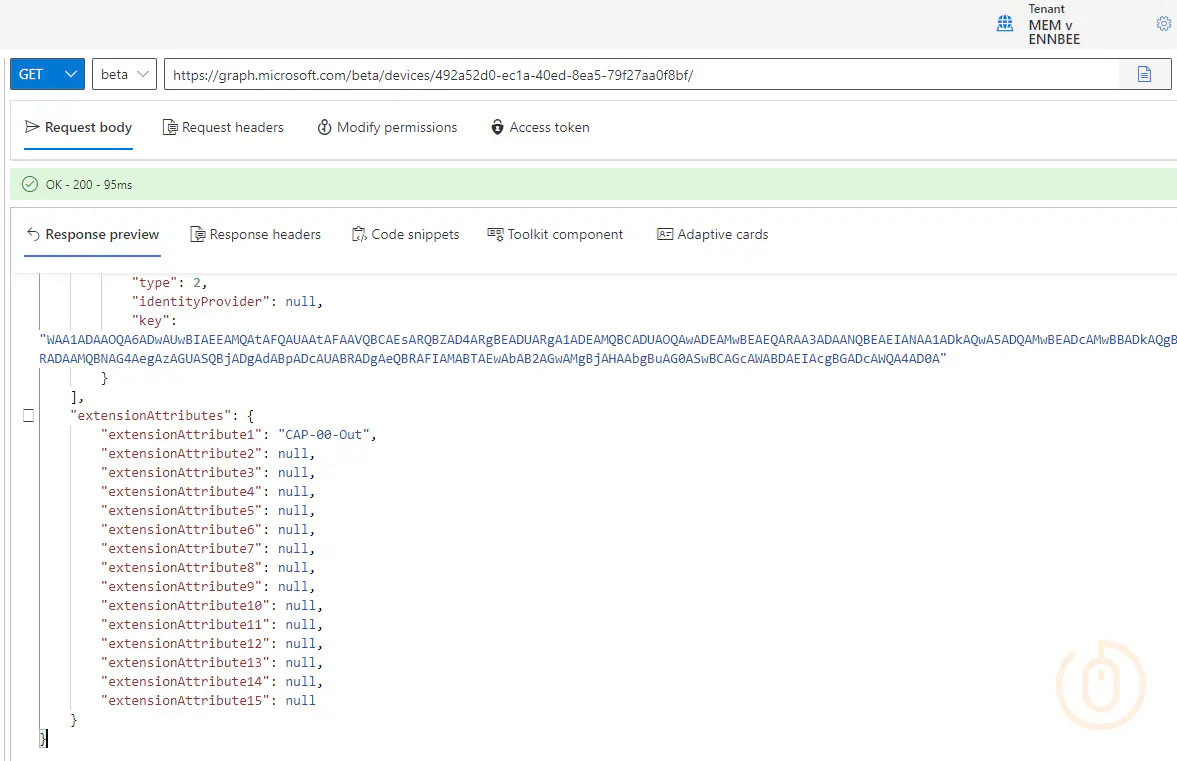 Tenant
MEM v
ENNBEE
GET
beta
https://graph.microsoft.com/beta/devices/492a52d0-ec1a-40ed-8ea5-79f27aa0f8bf/
Request body
Request headers
Modify permissions
Access token
OK - 200 - 95ms
Response preview
Response headers
Code snippets
Toolkit component
Adaptive cards
"type": 2,
"identityProvider": null,
"key":
"WAA1ADAAOQA6ADwAUwBIAEEAMQAtAFQAUAAtAFAAVQBCAEsARQBZAD4ARgBEADUARgA1ADEAMQBCADUAOQAwADEAMwBEAEQARAA3ADAANQBEAEIANAA1ADkAQwA5ADQAMwBEADcAMwBBADkAQgB
RADAAMQBNAG4AegAzAGUASQBjADgAdABpADcAUABRADgAeQBRAFIAMABTAEwAbAB2AGwAMgBjAHAAbgBuAG0ASwBCAGcAWABDAEIAcgBGADcAWQA4AD0A"
}
],
"extensionAttributes": {
"extensionAttribute1": "CAP-00-Out",
"extensionAttribute2": null,
"extensionAttribute3": null,
"extensionAttribute4": null,
"extensionAttribute5": null,
"extensionAttribute6": null,
"extensionAttribute7": null,
"extensionAttribute8": null,
"extensionAttribute9": null,
"extensionAttribute10": null,
"extensionAttribute11": null,
"extensionAttribute12": null,
"extensionAttribute13": null,
"extensionAttribute14": null,
"extensionAttribute15": null
}
}